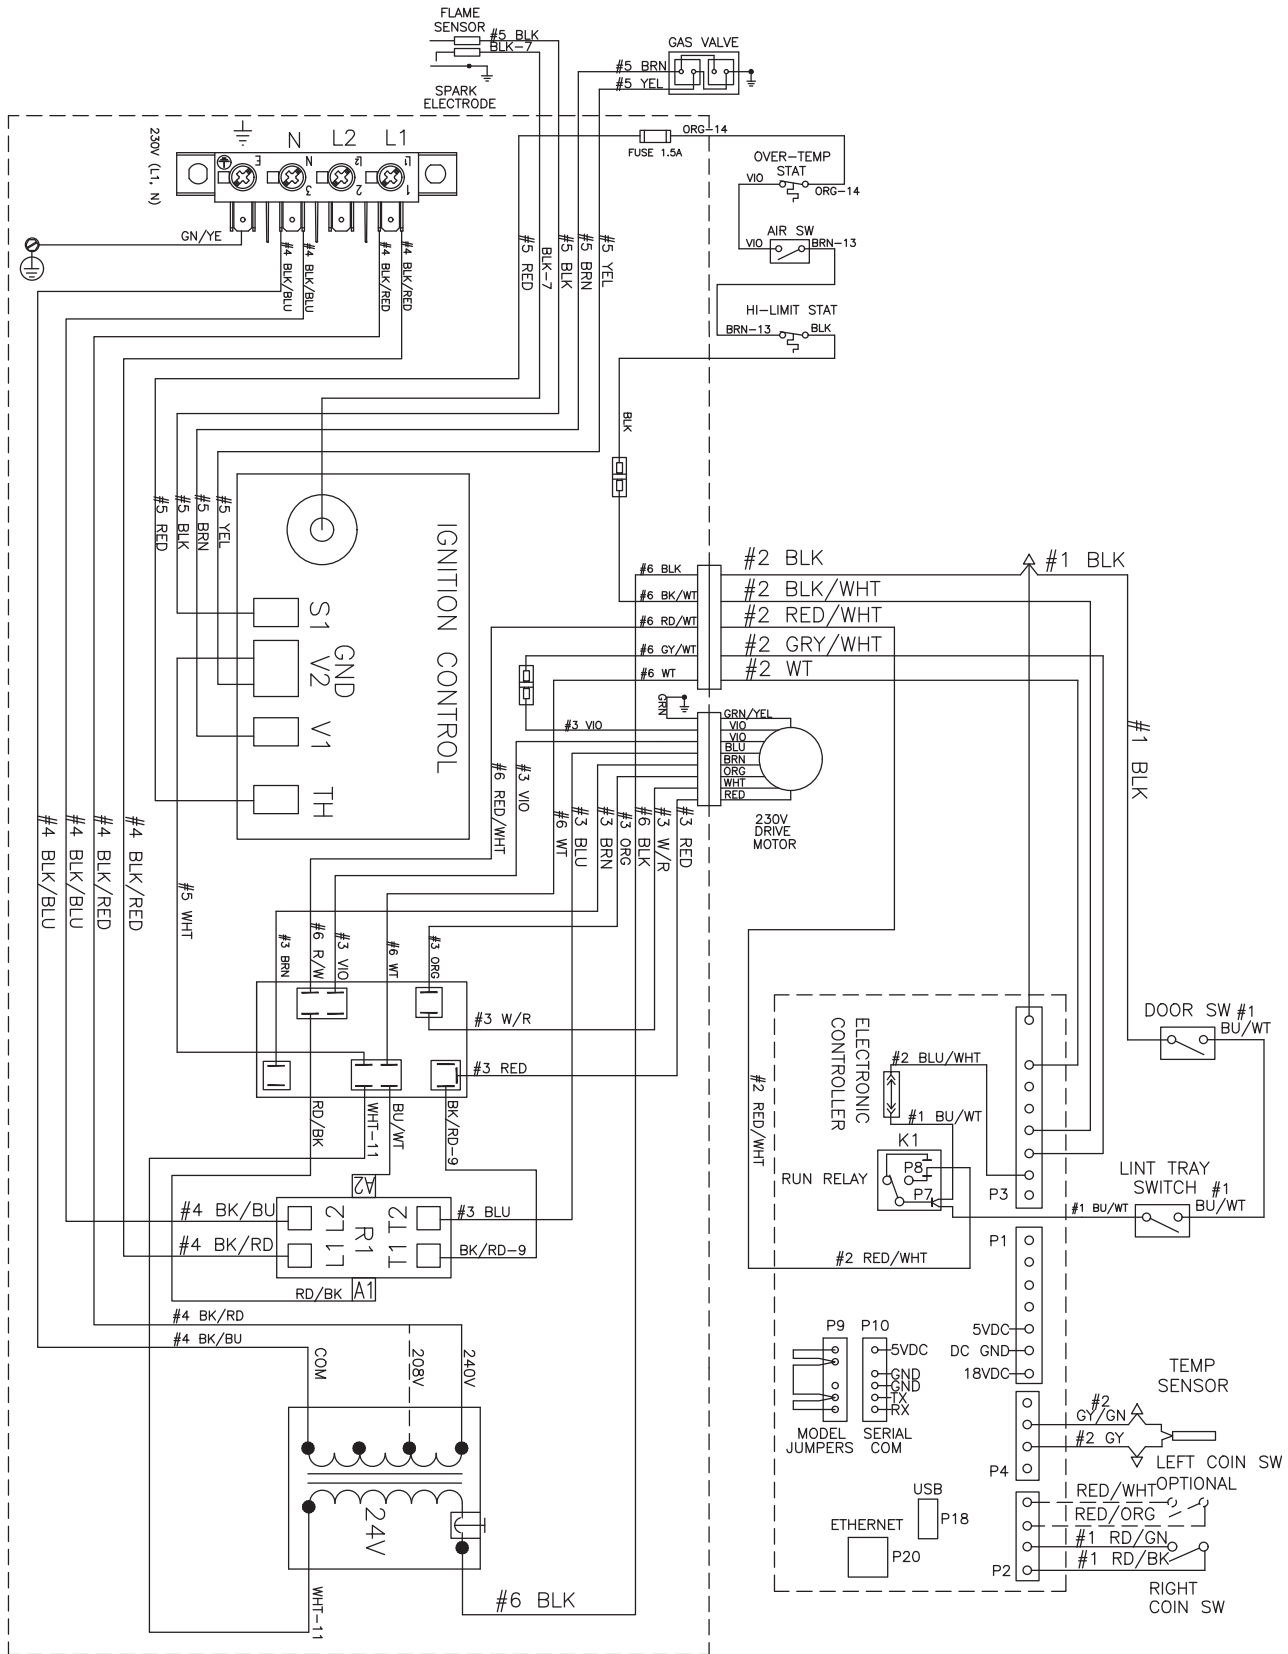 FLAME
SENSOR
#5 BLK
BLK-7
SPARK
ELECTRODE
GAS VALVE
#5 BRN
#5 YEL
230V (L1, N)
N
L2
L1
E
N
L2
L1
3
2
1
GN/YE
#4 BLK/BLU
#4 BLK/BLU
#4 BLK/RED
#4 BLK/RED
ORG-14
FUSE 1.5A
OVER-TEMP
STAT
VIO
ORG-14
AIR SW
VIO
BRN-13
HI-LIMIT STAT
BRN-13
BLK
#5 RED
BLK-7
#5 BLK
#5 BRN
#5 YEL
BLK
#5 RED
#5 BLK
#5 BRN
#5 YEL
IGNITION CONTROL
S1
GND
V2
V1
TH
#6 BLK
#6 BK/WT
#6 RD/WT
#6 GY/WT
#6 WT
#2 BLK
#2 BLK/WHT
#2 RED/WHT
#2 GRY/WHT
#2 WT
#1 BLK
#1 BLK
GRN
#3 VIO
GRN/YEL
VIO
VIO
BLU
BRN
ORG
WHT
RED
230V
DRIVE
MOTOR
#6 RED/WHT
#3 VIO
#6 WT
#3 BLU
#3 BRN
#3 ORG
#6 BLK
#3 W/R
#3 RED
#4 BLK/BLU
#4 BLK/BLU
#4 BLK/RED
#4 BLK/RED
#5 WHT
#3 BRN
#6 R/W
#3 VIO
#6 WT
#3 ORG
#3 W/R
#3 RED
RD/BK
WHT-11
BU/WT
BK/RD-9
A2
#4 BK/BU
#4 BK/RD
L2
L1
R1
T2
T1
#3 BLU
BK/RD-9
RD/BK
A1
#4 BK/RD
#4 BK/BU
COM
208V
240V
24V
WHT-11
#6 BLK
ELECTRONIC
CONTROLLER
#2 BLU/WHT
#1 BU/WT
K1
P8
P7
RUN RELAY
#2 RED/WHT
#2 RED/WHT
P3
DOOR SW
#1
BU/WT
LINT TRAY
SWITCH
#1
BU/WT
#1 BU/WT
P1
5VDC
DC GND
18VDC
P9
P10
5VDC
GND
GND
TX
RX
MODEL
JUMPERS
SERIAL
COM
TEMP
SENSOR
#2
GY/GN
#2 GY
P4
LEFT COIN SW
OPTIONAL
RED/WHT
RED/ORG
#1 RD/GN
#1 RD/BK
P2
RIGHT
COIN SW
USB
P18
ETHERNET
P20